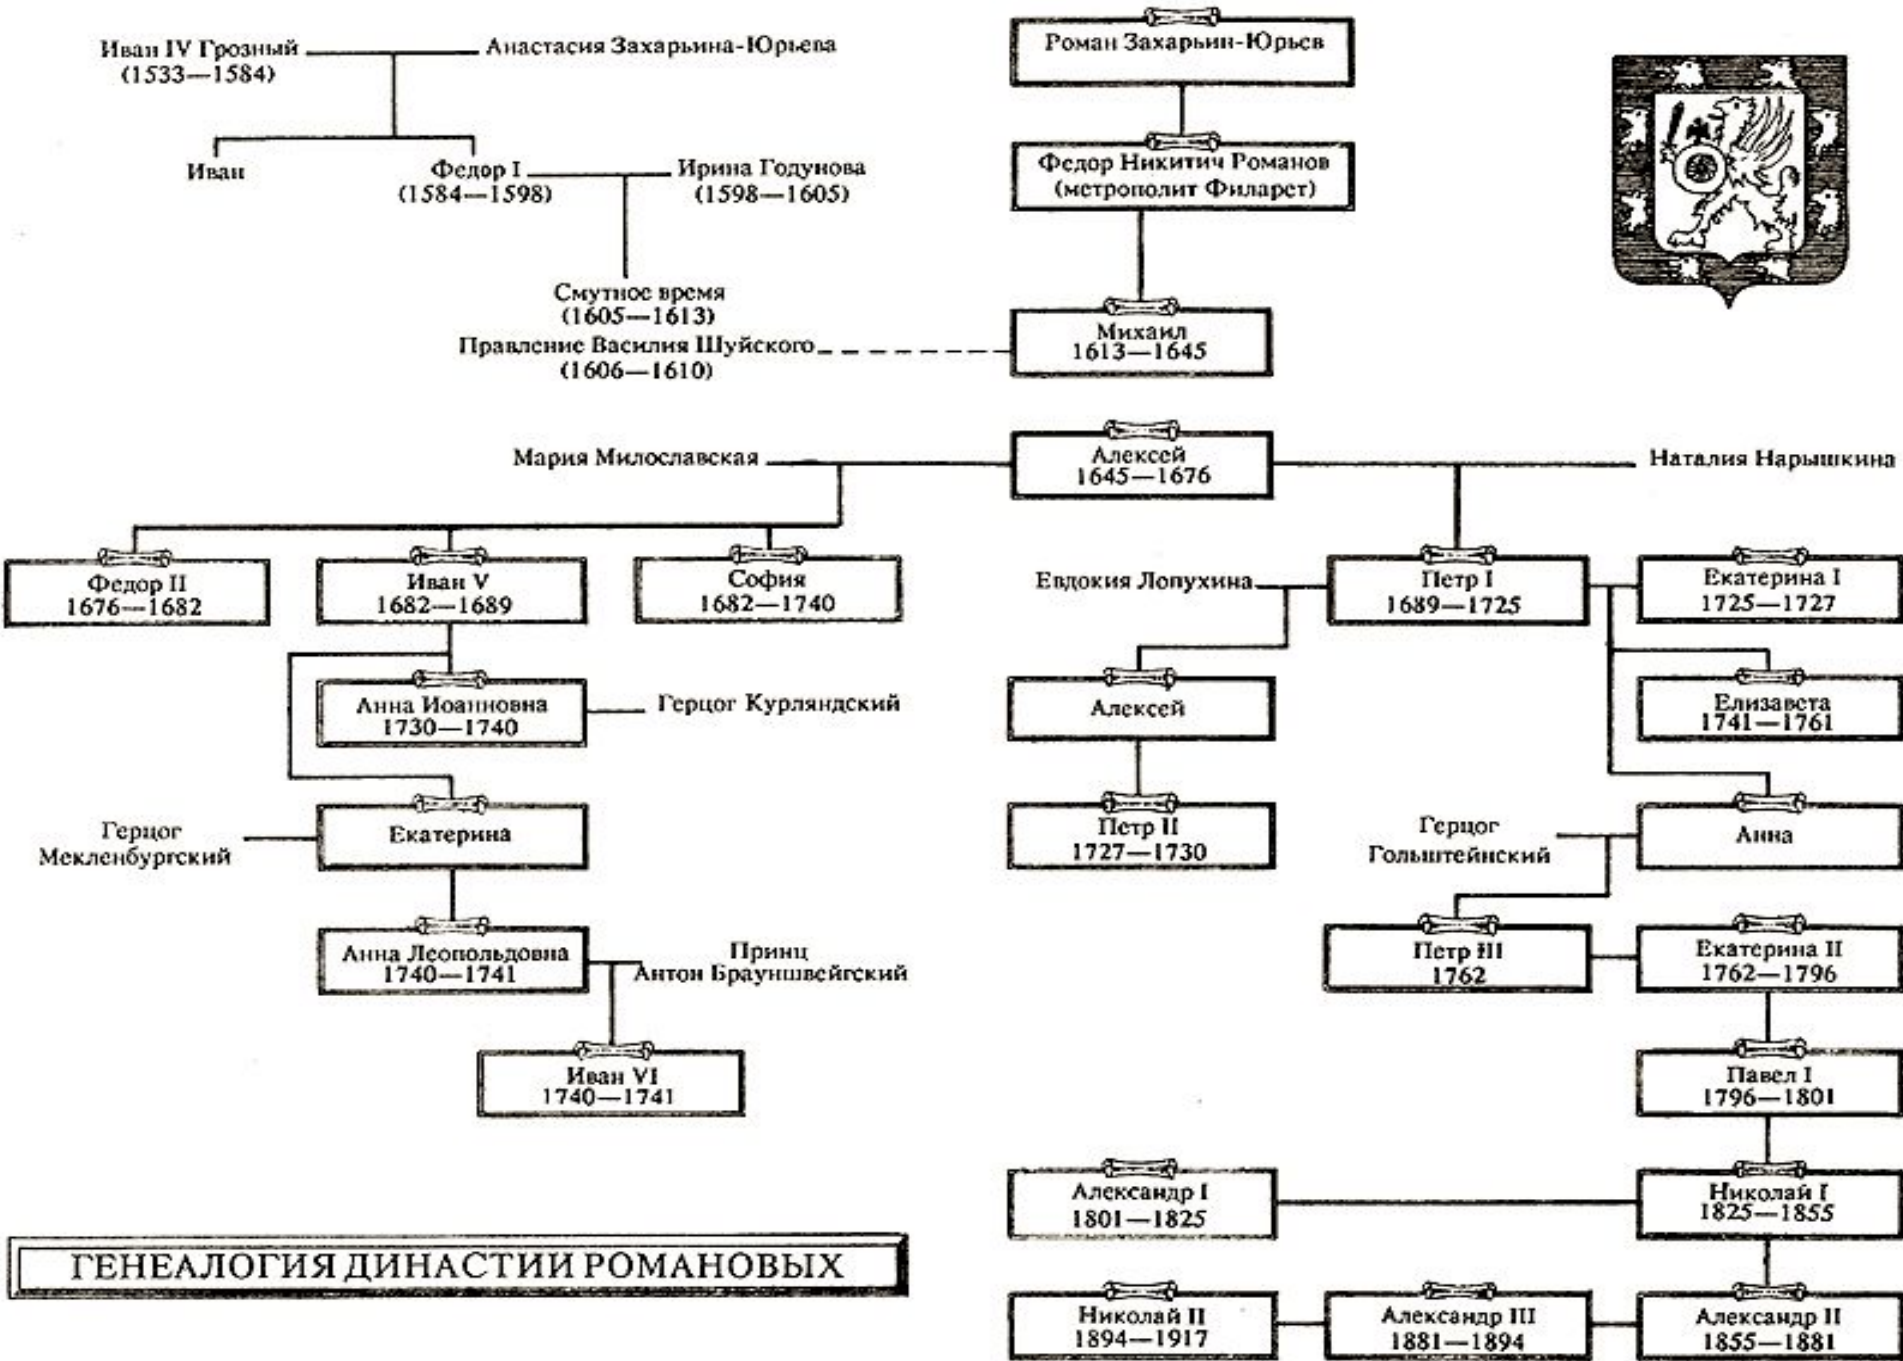 Иван IV Грозный
(1533—1584)
Анастасия Захарьина-Юрьева
Роман Захарьин-Юрьев
Иван
Федор I
(1584—1598)
Ирина Годунова
(1598—1605)
Федор Никитич Романов
(метрополит Филарет)
Смутное время
(1605—1613)
Правление Василия Шуйского
(1606—1610)
Михаил
1613—1645
Мария Милославская
Алексей
1645—1676
Наталия Нарышкина
Федор II
1676—1682
Иван V
1682—1689
София
1682—1740
Евдокия Лопухина
Петр I
1689—1725
Екатерина I
1725—1727
Анна Иоанновна
1730—1740
Герцог Курляндский
Алексей
Елизавета
1741—1761
Герцог
Мекленбургский
Екатерина
Петр II
1727—1730
Герцог
Гольштейнский
Анна
Анна Леопольдовна
1740—1741
Принц
Антон Брауншвейгский
Петр III
1762
Екатерина II
1762—1796
Иван VI
1740—1741
Павел I
1796—1801
Александр I
1801—1825
Николай I
1825—1855
ГЕНЕАЛОГИЯ ДИНАСТИИ РОМАНОВЫХ
Николай II
1894—1917
Александр III
1881—1894
Александр II
1855—1881